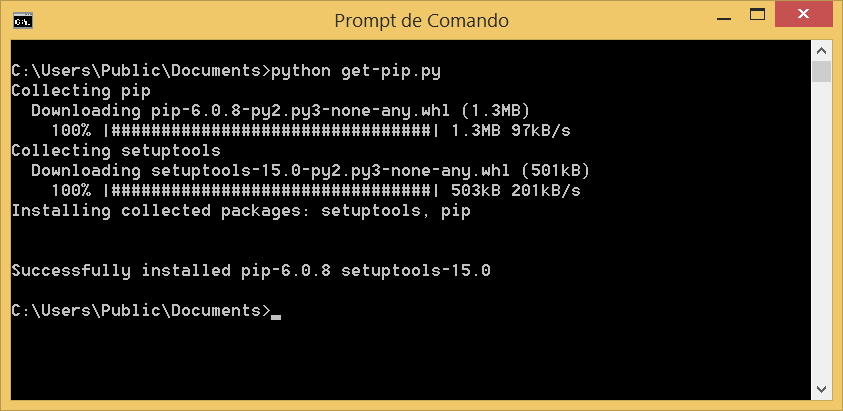 Prompt de Comando
C:\Users\Public\Documents>python get-pip.py
Collecting pip
  Downloading pip-6.0.8-py2.py3-none-any.whl (1.3MB)
    100% |################################| 1.3MB 97kB/s
Collecting setuptools
  Downloading setuptools-15.0-py2.py3-none-any.whl (501kB)
    100% |################################| 503kB 201kB/s
Installing collected packages: setuptools, pip
Successfully installed pip-6.0.8 setuptools-15.0
C:\Users\Public\Documents>